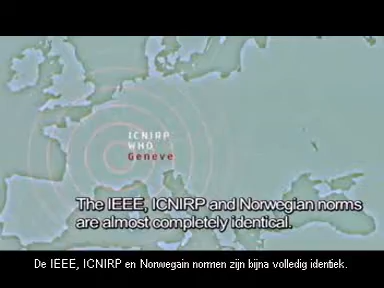 ICNIRP
WHO
Geneve
The IEEE, ICNIRP and Norwegian norms
are almost completely identical.
De IEEE, ICNIRP en Norwegain normen zijn bijna volledig identiek.